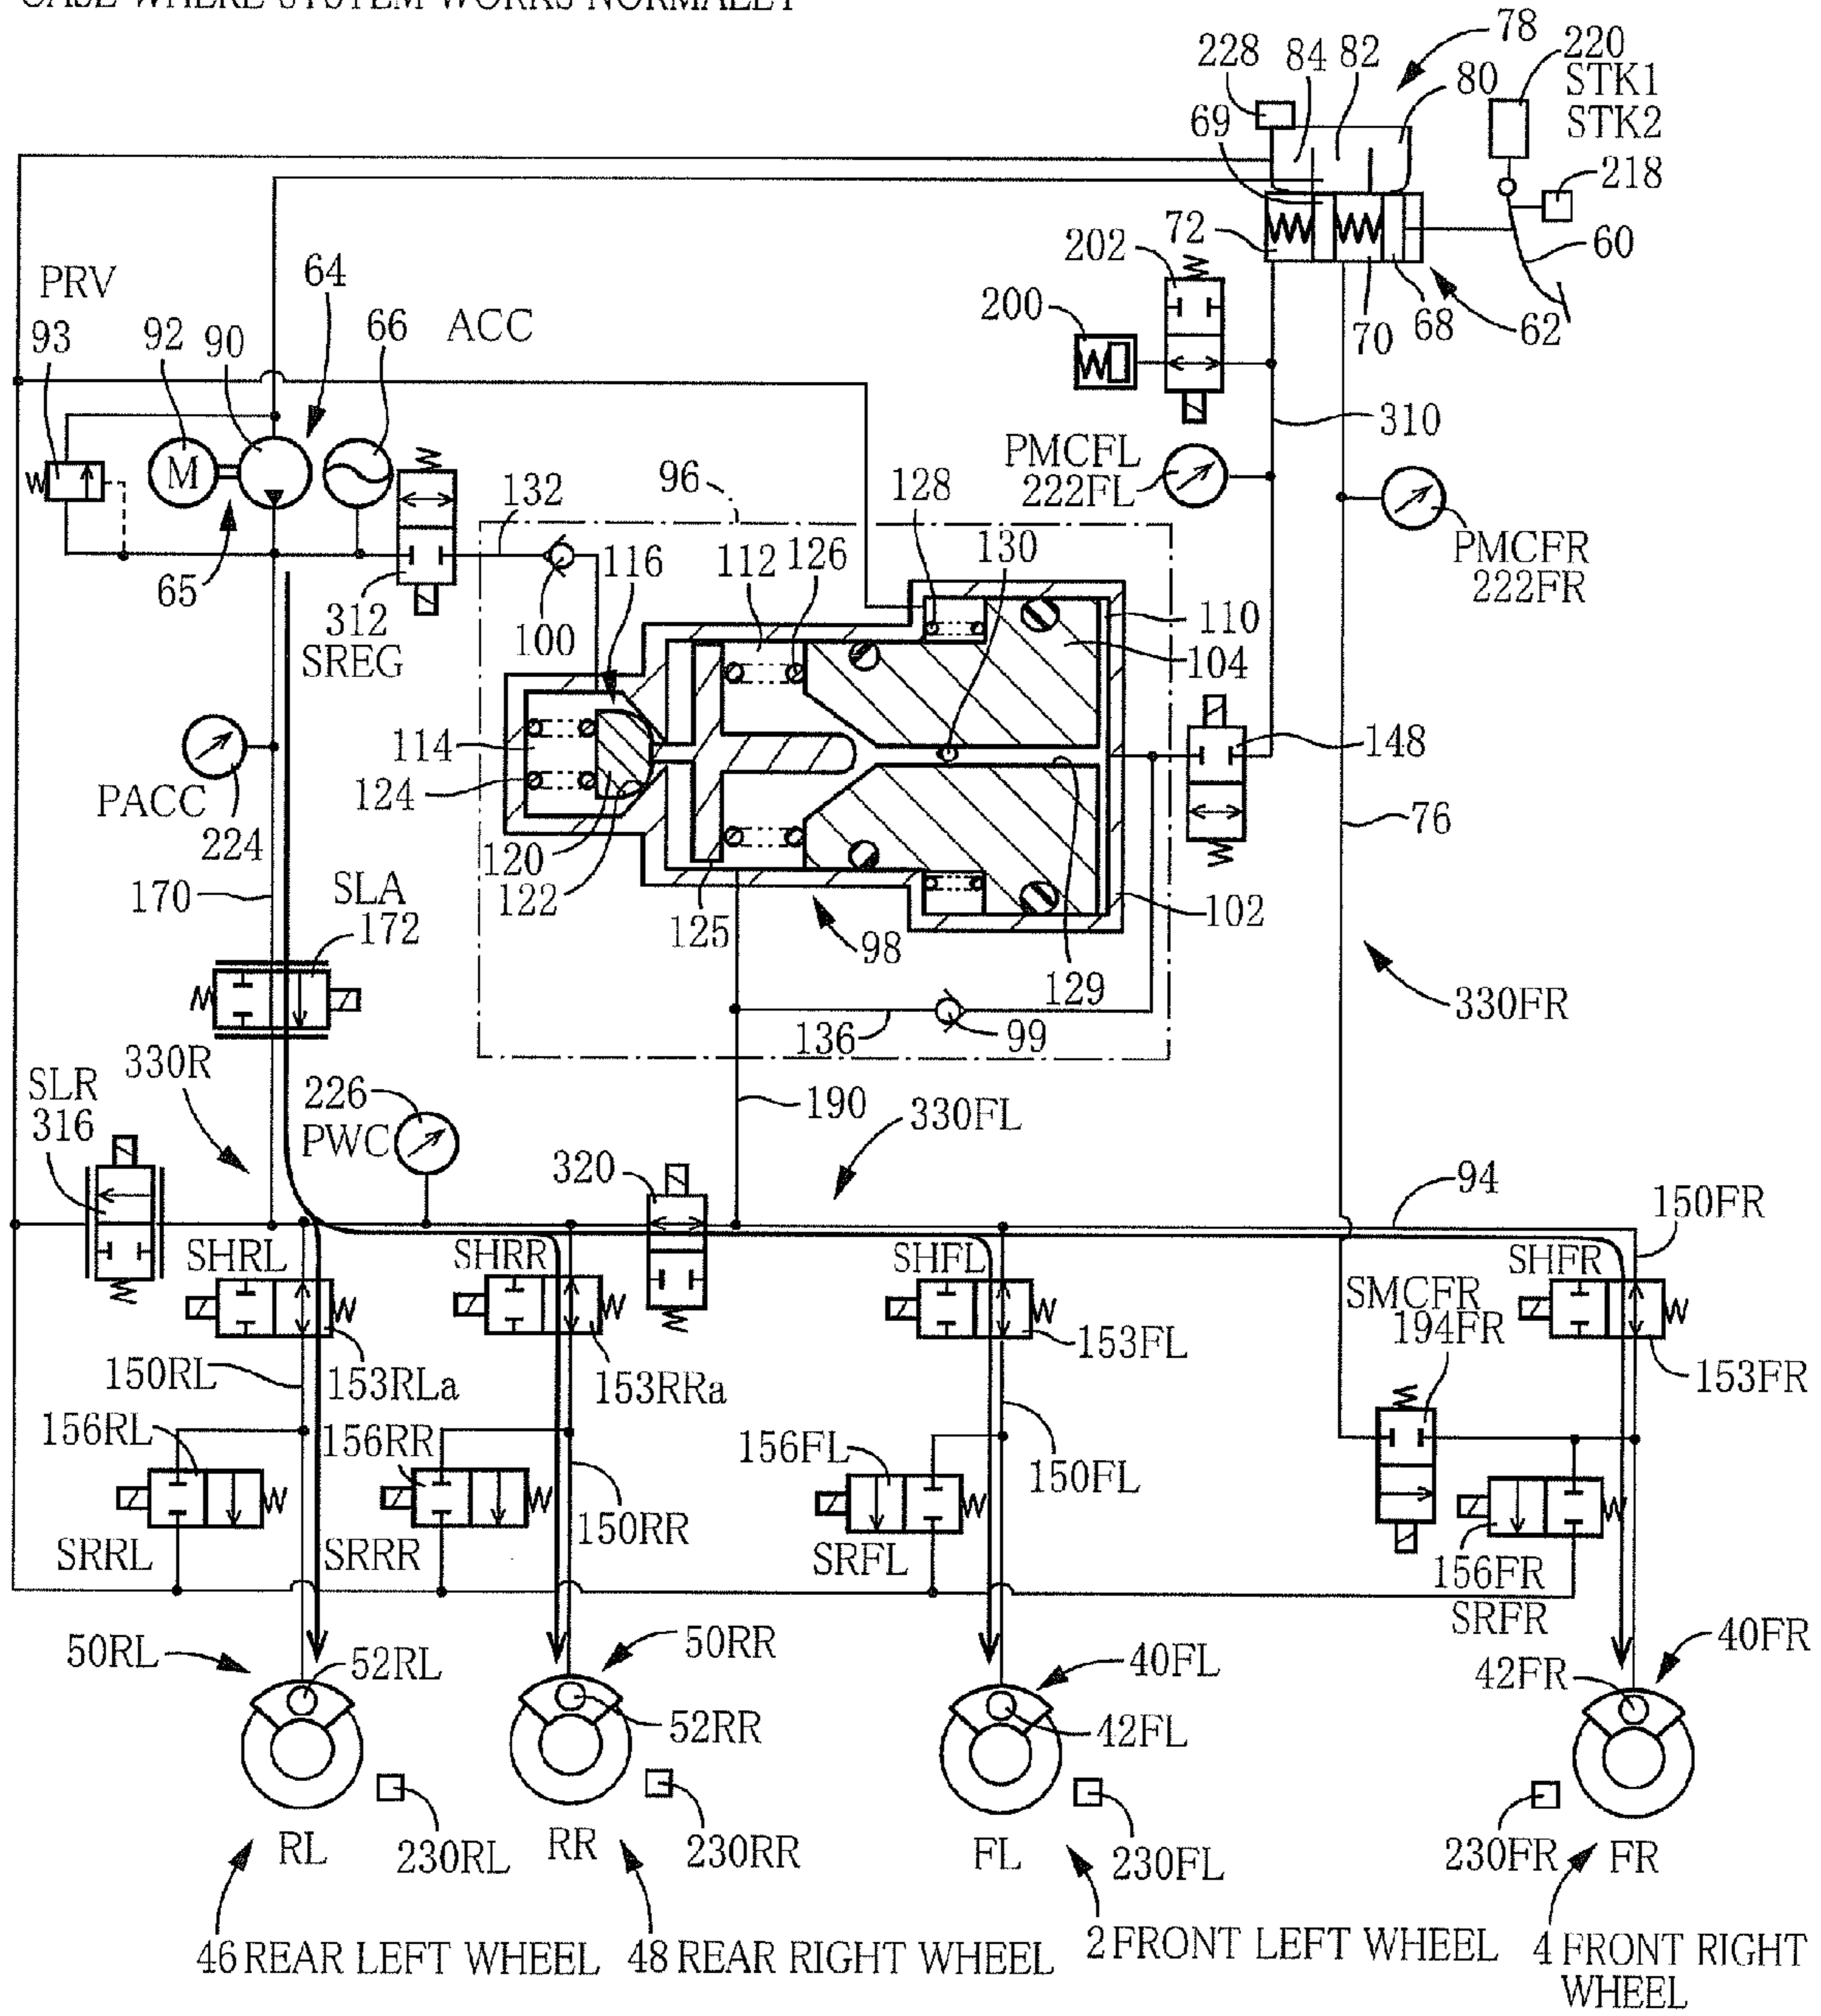 CASE WHERE SYSTEM WORKS NORMALLY
78
228
84
82
220
80
STK1
STK2
69
218
72
202
60
64
PRV
200
66
ACC
93
92
90
70
68
62
310
M
132
96
PMCFL
222FL
128
130
PMCFR
222FR
116
112
126
65
312
SREG
100
110
104
114
148
124
PACC
224
76
120
122
SLA
170
172
125
98
102
129
330FR
136
99
330R
SLR
316
226
PWC
190
330FL
320
94
150FR
SHRL
SHRR
SHFL
SHFR
SMCFR
194FR
153FL
150RL
153RLa
153RRa
153FR
156RL
156RR
156FL
150FL
150RR
SRRL
SRRR
SRFL
156FR
SRFR
50RL
52RL
50RR
40FL
40FR
42FR
52RR
42FL
RL
230RL
RR
230RR
FL
230FL
230FR
FR
46 REAR LEFT WHEEL
48 REAR RIGHT WHEEL
2 FRONT LEFT WHEEL
4 FRONT RIGHT
WHEEL